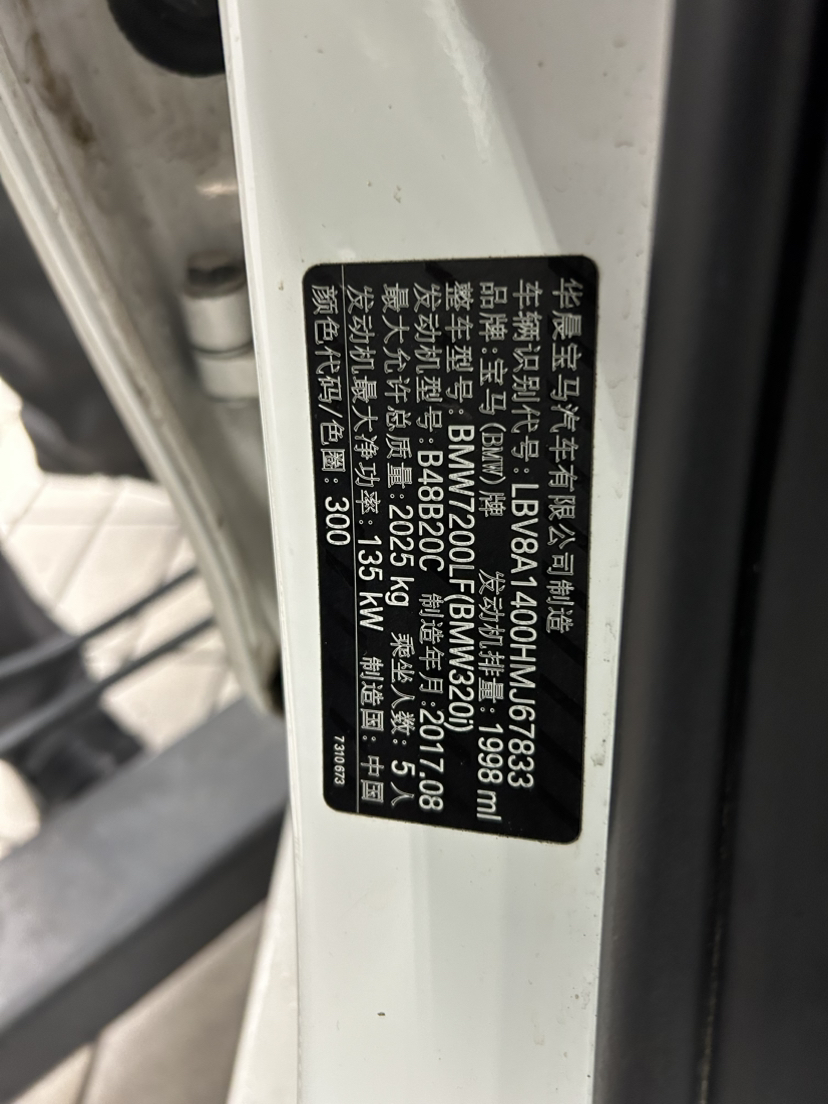 华晨宝马汽车有限公司制造
车辆识别代号:LBV8A1400HMJ67833
品牌:宝马(BMW)牌 发动机排量:1998 ml
整车型号:BMW7200LF(BMW320i)
发动机型号:B48B20C 制造年月:2017.08
最大允许总质量:2025 kg 乘坐人数:5人
发动机最大净功率:135 kW 制造国:中国
颜色代码/色圈:300
7 310 673